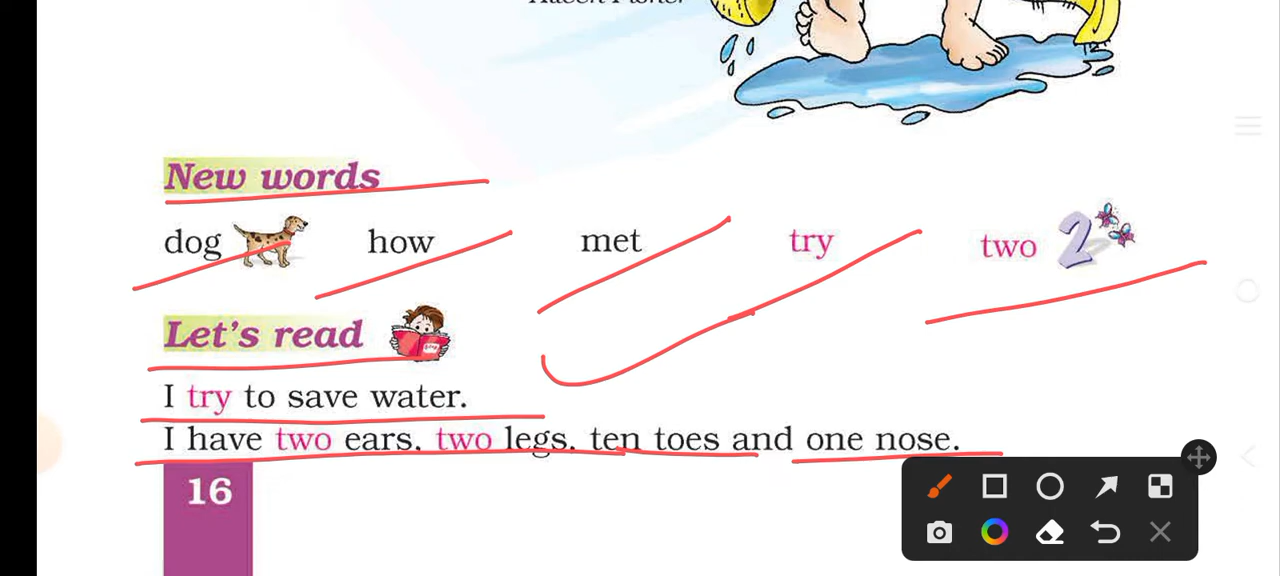 New words
dog how met try two 2
Let's read
I try to save water.
I have two ears, two legs, ten toes and one nose.
16